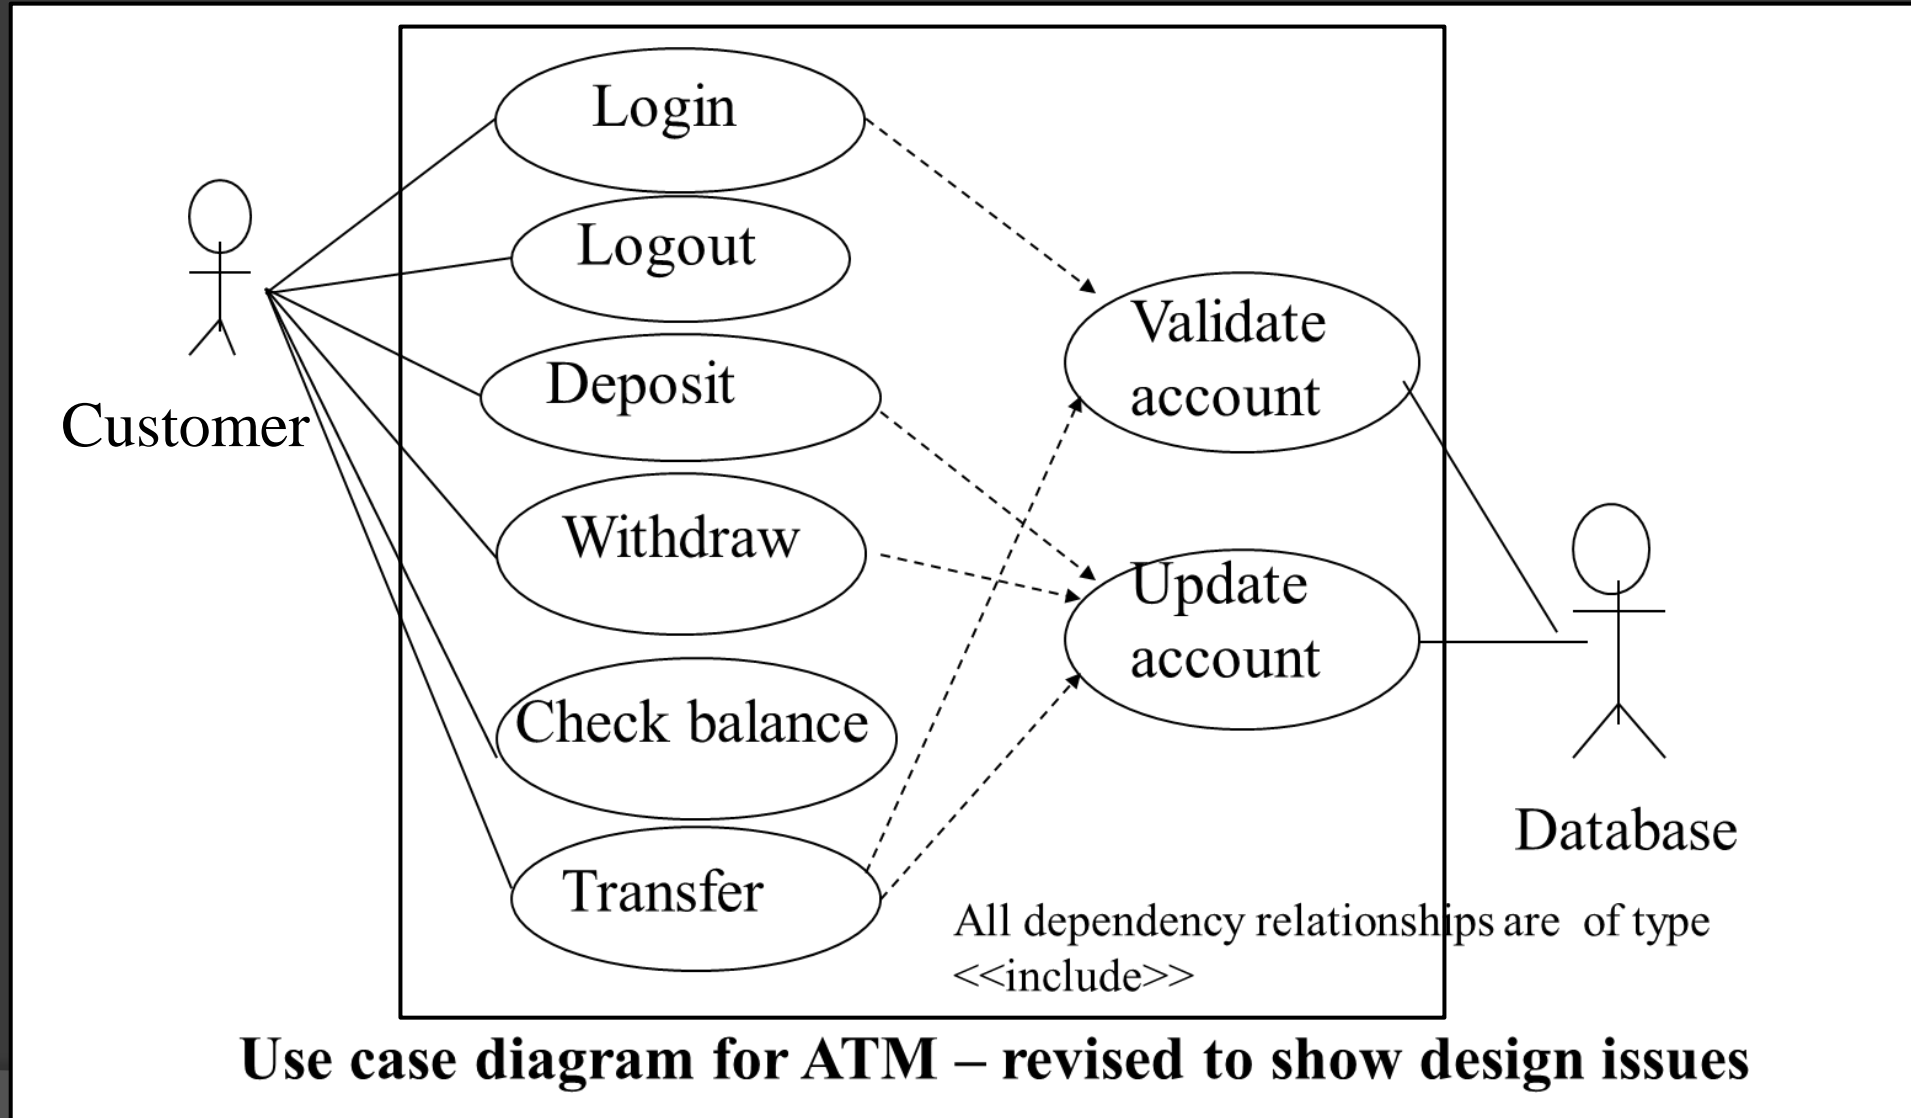 Login
Logout
Deposit
Withdraw
Check balance
Transfer
Customer
Validate
account
Update
account
Database
All dependency relationships are of type
<<include>>
Use case diagram for ATM – revised to show design issues